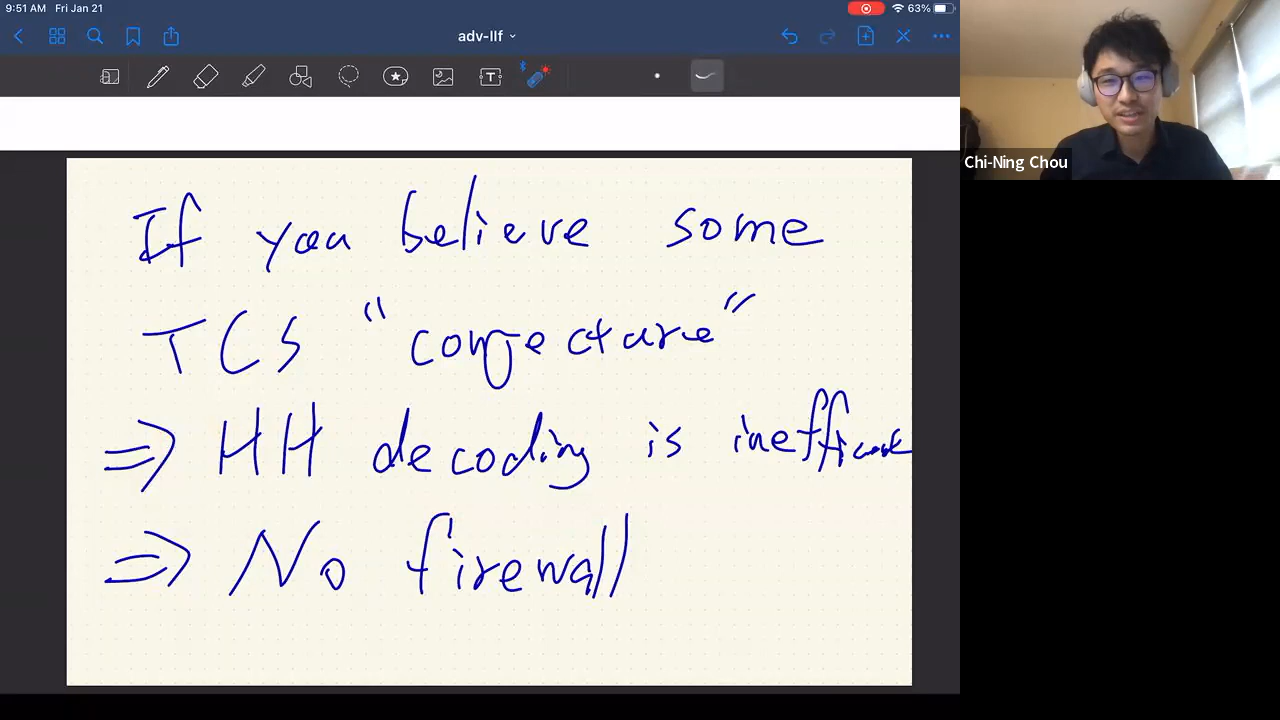 9:51 AM Fri Jan 21
63%
adv-llf
T
Chi-Ning Chou
If you believe some
TCS "conjecture"
⇒ HH decoding is inefficient
⇒ No firewall